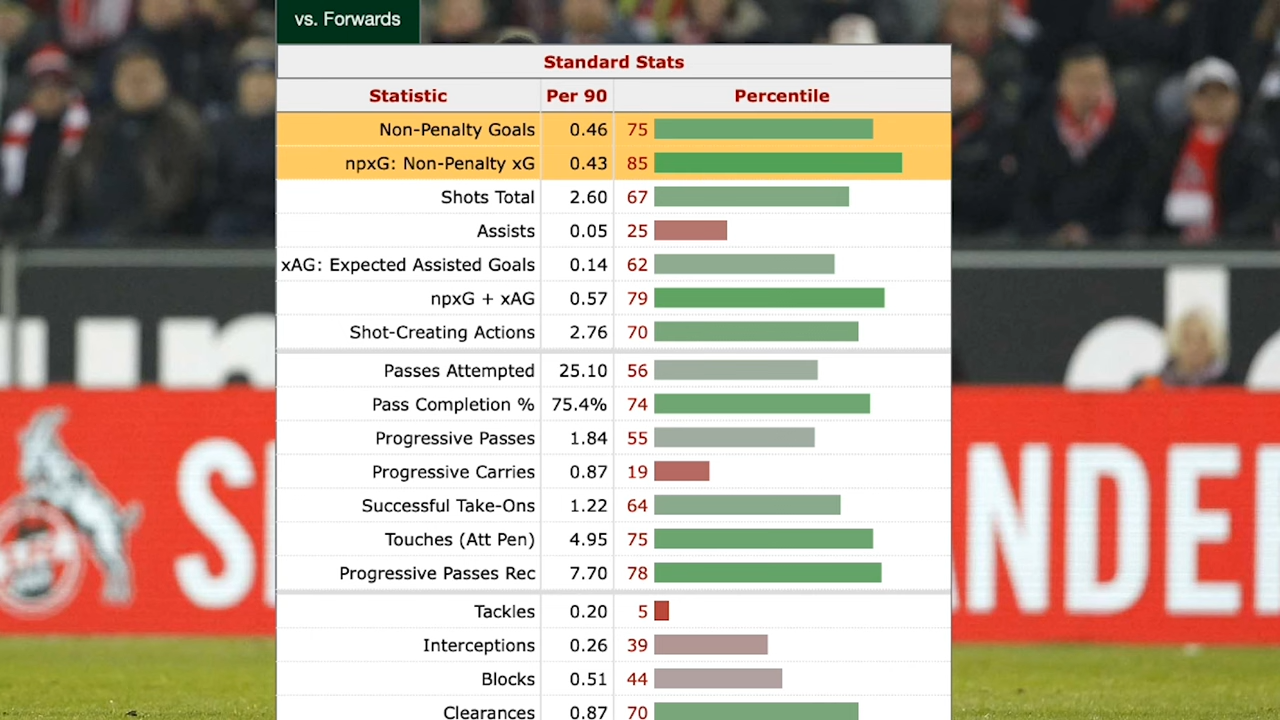 vs. Forwards
Standard Stats
Statistic Per 90 Percentile
Non-Penalty Goals 0.46 75
npxG: Non-Penalty xG 0.43 85
Shots Total 2.60 67
Assists 0.05 25
xAG: Expected Assisted Goals 0.14 62
npxG + xAG 0.57 79
Shot-Creating Actions 2.76 70
Passes Attempted 25.10 56
Pass Completion % 75.4% 74
Progressive Passes 1.84 55
Progressive Carries 0.87 19
Successful Take-Ons 1.22 64
Touches (Att Pen) 4.95 75
Progressive Passes Rec 7.70 78
Tackles 0.20 5
Interceptions 0.26 39
Blocks 0.51 44
Clearances 0.87 70